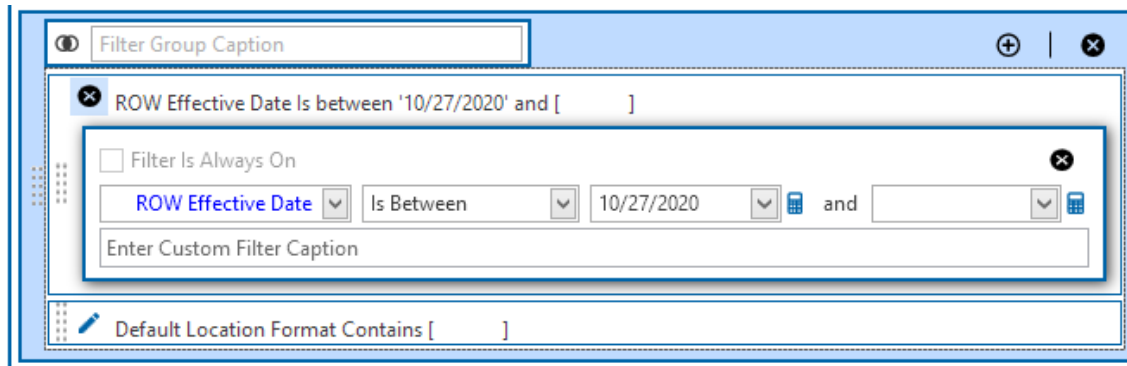 Filter Group Caption
ROW Effective Date Is between '10/27/2020' and [ ]
Filter Is Always On
ROW Effective Date Is Between 10/27/2020 and
Enter Custom Filter Caption
Default Location Format Contains [ ]